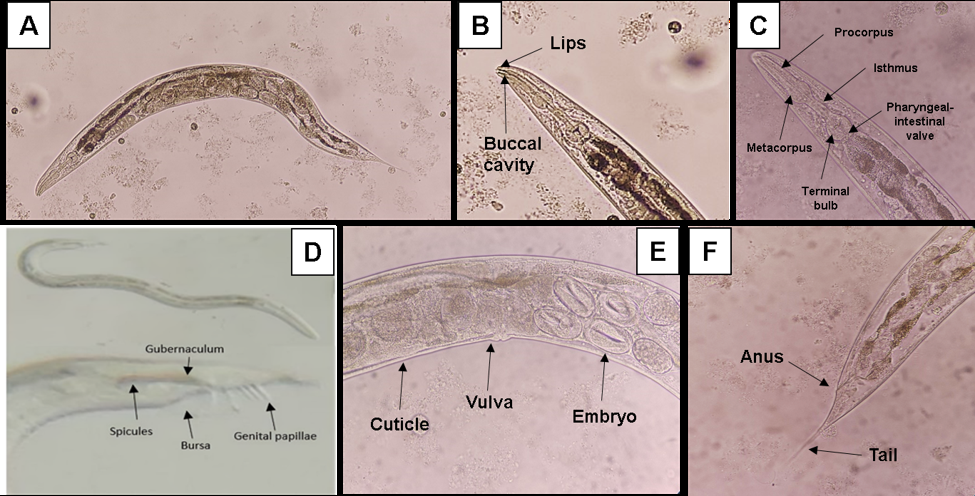 A
B
Lips
Buccal
cavity
C
Procorpus
Isthmus
Pharyngeal-
intestinal
valve
Metacorpus
Terminal
bulb
D
Gubernaculum
Spicules
Bursa
Genital papillae
E
Cuticle
Vulva
Embryo
F
Anus
Tail